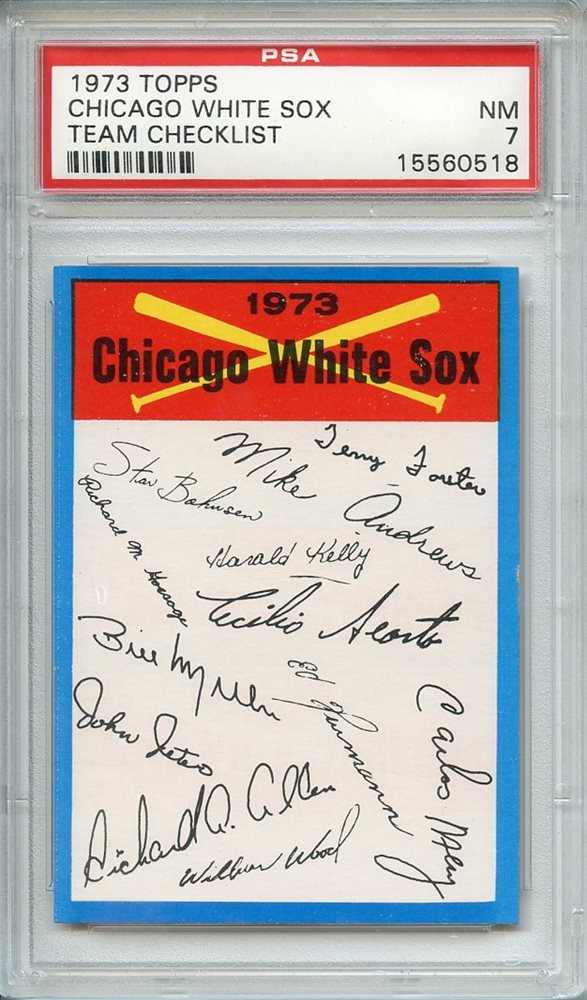 PSA
1973 TOPPS
CHICAGO WHITE SOX NM
TEAM CHECKLIST 7
15560518
1973
Chicago White Sox
Terry Forster
Mike Andrews
Stan Bahnsen
Richard M Gossage
Harold Kelly
Cecilio Acosta
Bill Melton
Ed Herrmann
Carlos May
John Jeter
Richard A. Allen
Wilbur Wood